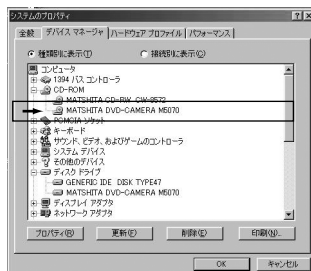 システムのプロパティ
全般 デバイス マネージャ ハードウェア プロファイル パフォーマンス
種類別に表示(T) 接続別に表示(C)
コンピュータ
1394 バス コントローラ
CD-ROM
MATSHITA CD-RW CW-8572
MATSHITA DVD-CAMERA M5070
PCMCIA ソケット
キーボード
サウンド、ビデオ、およびゲームのコントローラ
システム デバイス
その他のデバイス
ディスク ドライブ
GENERIC IDE DISK TYPE47
MATSHITA DVD-CAMERA M5070
ディスプレイ アダプタ
ネットワーク アダプタ
プロパティ(R) 更新(F) 削除(E) 印刷(N)...
OK キャンセル